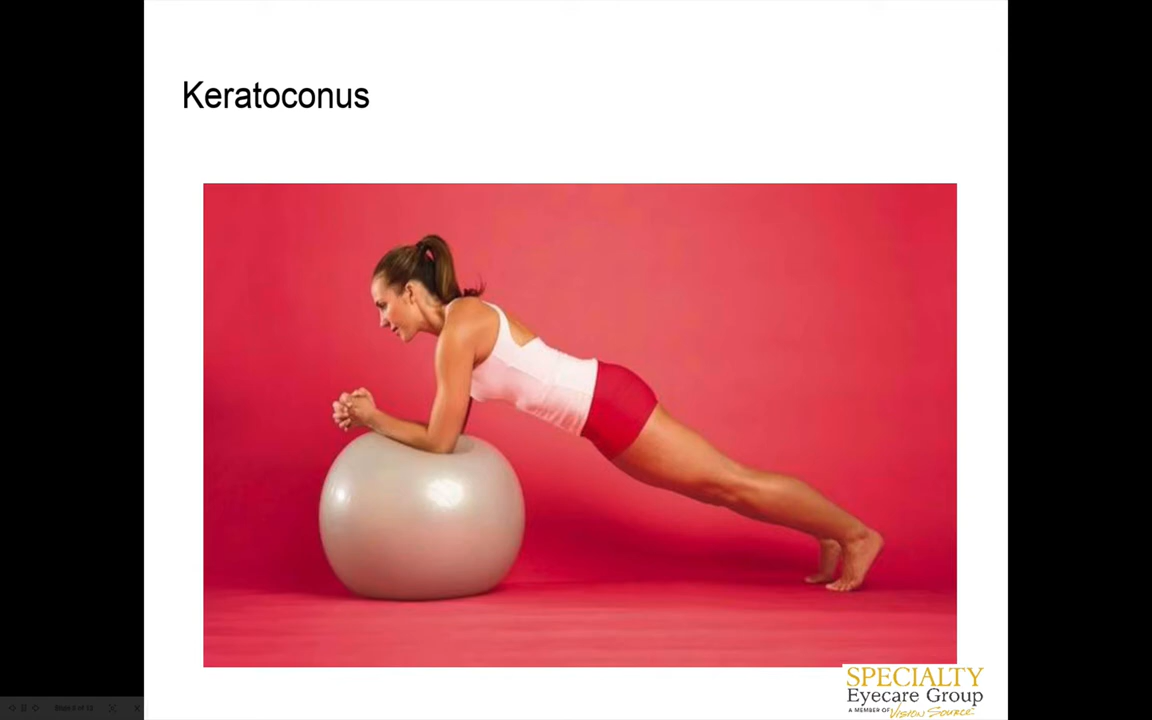 Keratoconus
SPECIALTY
Eyecare Group
A MEMBER OF VISION SOURCE